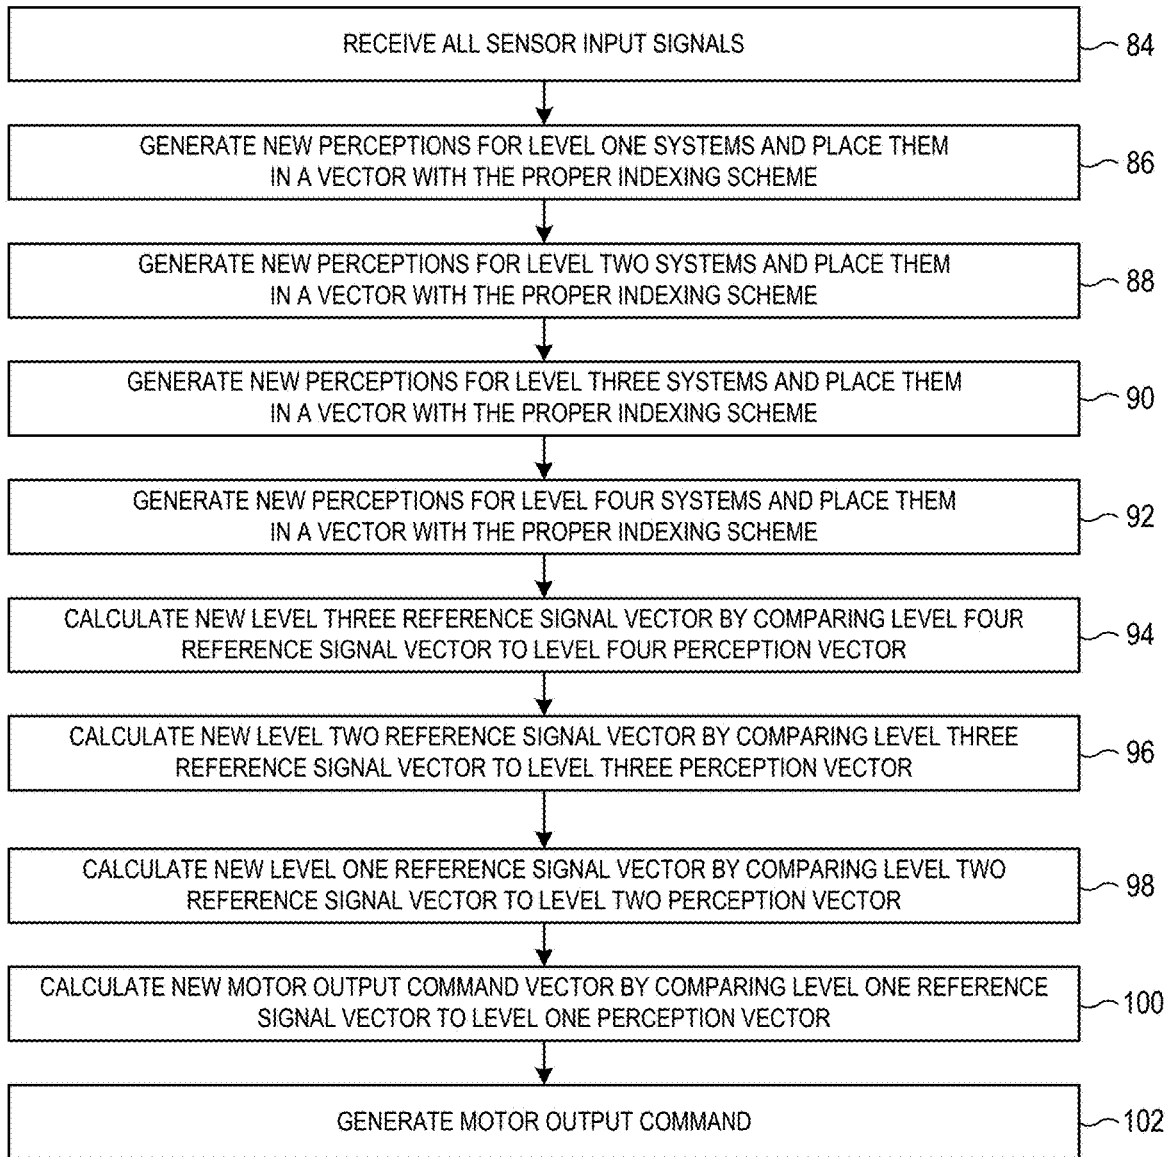 RECEIVE ALL SENSOR INPUT SIGNALS
84
GENERATE NEW PERCEPTIONS FOR LEVEL ONE SYSTEMS AND PLACE THEM
IN A VECTOR WITH THE PROPER INDEXING SCHEME
86
GENERATE NEW PERCEPTIONS FOR LEVEL TWO SYSTEMS AND PLACE THEM
IN A VECTOR WITH THE PROPER INDEXING SCHEME
88
GENERATE NEW PERCEPTIONS FOR LEVEL THREE SYSTEMS AND PLACE THEM
IN A VECTOR WITH THE PROPER INDEXING SCHEME
90
GENERATE NEW PERCEPTIONS FOR LEVEL FOUR SYSTEMS AND PLACE THEM
IN A VECTOR WITH THE PROPER INDEXING SCHEME
92
CALCULATE NEW LEVEL THREE REFERENCE SIGNAL VECTOR BY COMPARING LEVEL FOUR
REFERENCE SIGNAL VECTOR TO LEVEL FOUR PERCEPTION VECTOR
94
CALCULATE NEW LEVEL TWO REFERENCE SIGNAL VECTOR BY COMPARING LEVEL THREE
REFERENCE SIGNAL VECTOR TO LEVEL THREE PERCEPTION VECTOR
96
CALCULATE NEW LEVEL ONE REFERENCE SIGNAL VECTOR BY COMPARING LEVEL TWO
REFERENCE SIGNAL VECTOR TO LEVEL TWO PERCEPTION VECTOR
98
CALCULATE NEW MOTOR OUTPUT COMMAND VECTOR BY COMPARING LEVEL ONE REFERENCE
SIGNAL VECTOR TO LEVEL ONE PERCEPTION VECTOR
100
GENERATE MOTOR OUTPUT COMMAND
102